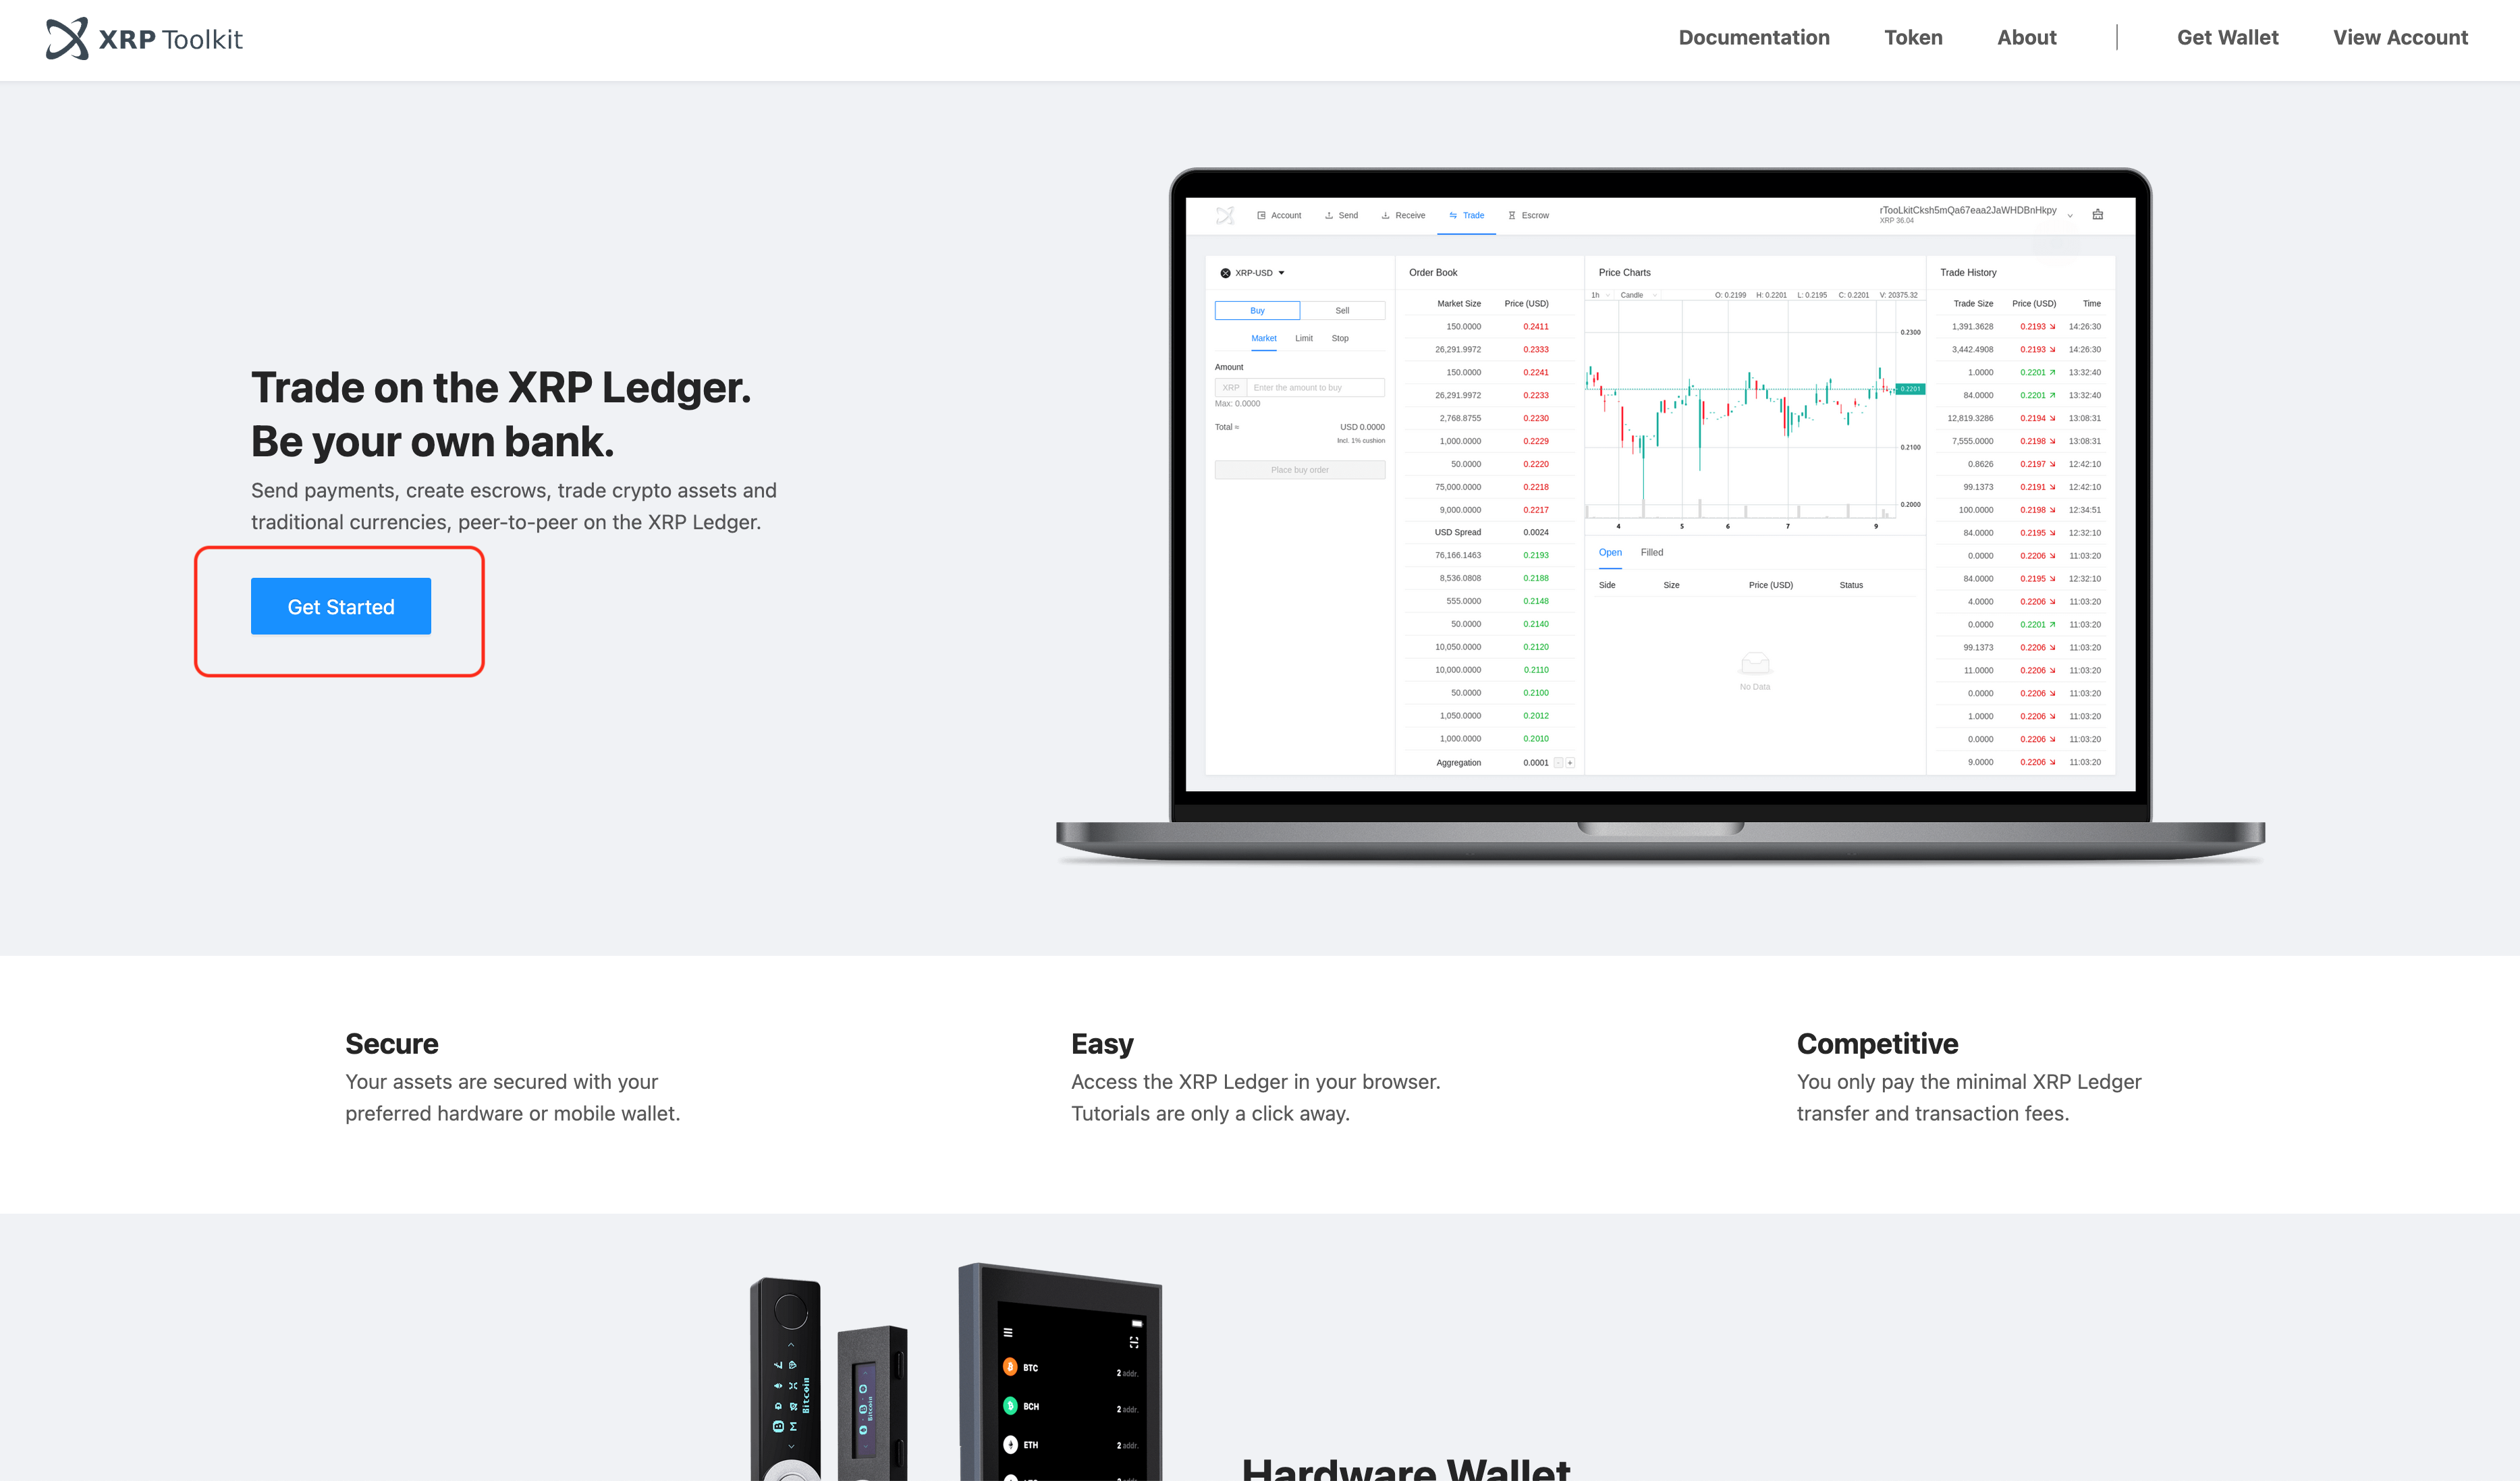 XRP Toolkit
Documentation Token About | Get Wallet View Account
Trade on the XRP Ledger.
Be your own bank.
Send payments, create escrows, trade crypto assets and
traditional currencies, peer-to-peer on the XRP Ledger.
Get Started
Account Send Receive Trade Escrow
rTooLkitCksh5mQa67eaa2JaWHDBnHkpy
XRP 36.04
XRP-USD
Buy Sell
Market Limit Stop
Amount
XRP Enter the amount to buy
Max: 0.0000
Total ≈ USD 0.0000
Incl. 1% cushion
Place buy order
Order Book
Market Size Price (USD)
150.0000 0.2411
26,291.9972 0.2333
150.0000 0.2241
26,291.9972 0.2233
2,768.8755 0.2230
1,000.0000 0.2229
50.0000 0.2220
75,000.0000 0.2218
9,000.0000 0.2217
USD Spread 0.0024
76,166.1463 0.2193
8,536.0808 0.2188
555.0000 0.2148
50.0000 0.2140
10,050.0000 0.2120
10,000.0000 0.2110
50.0000 0.2100
1,050.0000 0.2012
1,000.0000 0.2010
Aggregation 0.0001 - +
Price Charts
1h Candle O: 0.2199 H: 0.2201 L: 0.2195 C: 0.2201 V: 20375.32
0.2300
0.2201
0.2100
0.2000
4 5 6 7 9
Open Filled
Side Size Price (USD) Status
No Data
Trade History
Trade Size Price (USD) Time
1,391.3628 0.2193 14:26:30
3,442.4908 0.2193 14:26:30
1.0000 0.2201 13:32:40
84.0000 0.2201 13:32:40
12,819.3286 0.2194 13:08:31
7,555.0000 0.2198 13:08:31
0.8626 0.2197 12:42:10
99.1373 0.2191 12:42:10
100.0000 0.2198 12:34:51
84.0000 0.2195 12:32:10
0.0000 0.2206 11:03:20
84.0000 0.2195 12:32:10
4.0000 0.2206 11:03:20
0.0000 0.2201 11:03:20
99.1373 0.2206 11:03:20
11.0000 0.2206 11:03:20
0.0000 0.2206 11:03:20
1.0000 0.2206 11:03:20
0.0000 0.2206 11:03:20
9.0000 0.2206 11:03:20
Secure
Your assets are secured with your
preferred hardware or mobile wallet.
Easy
Access the XRP Ledger in your browser.
Tutorials are only a click away.
Competitive
You only pay the minimal XRP Ledger
transfer and transaction fees.
Bitcoin
Bitcoin
BTC 2 addr.
BCH 2 addr.
ETH 2 addr.
Hardware Wallet